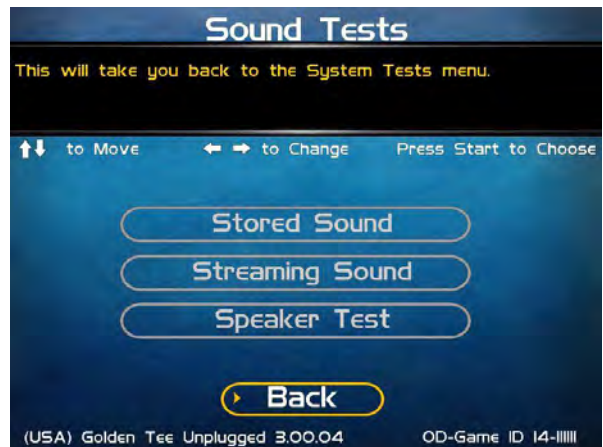 Sound Tests
This will take you back to the System Tests menu.
to Move to Change Press Start to Choose
Stored Sound
Streaming Sound
Speaker Test
Back
(USA) Golden Tee Unplugged 3.00.04 OD-Game ID 14-111111